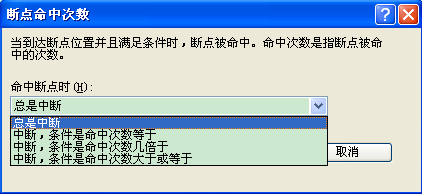 断点命中次数
当到达断点位置并且满足条件时，断点被命中。命中次数是指断点被命
中的次数。
命中断点时(H):
总是中断
总是中断
中断，条件是命中次数等于
中断，条件是命中次数几倍于
中断，条件是命中次数大于或等于
取消